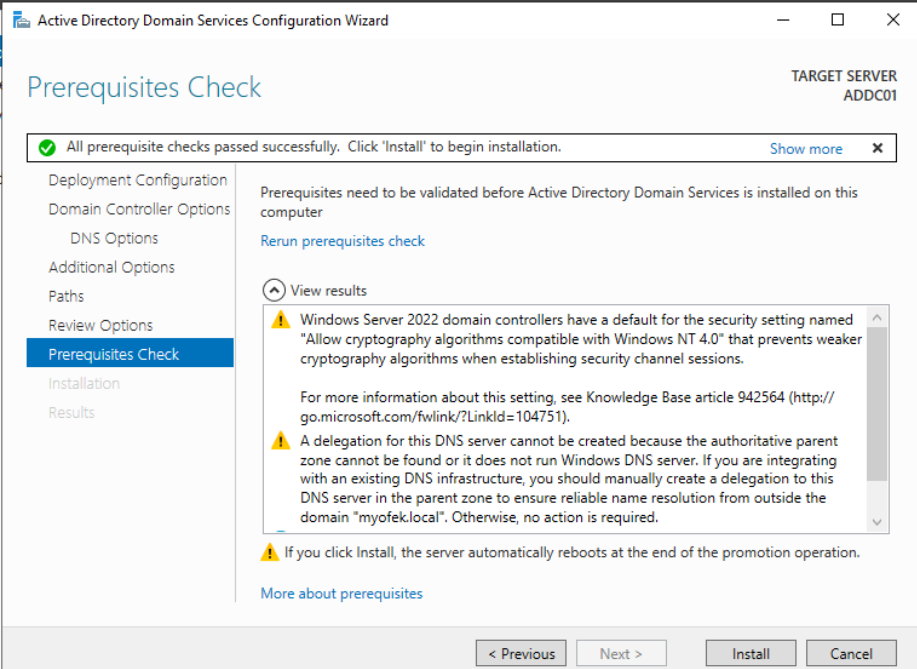 Active Directory Domain Services Configuration Wizard
Prerequisites Check
TARGET SERVER
ADDC01
All prerequisite checks passed successfully. Click 'Install' to begin installation.
Show more
Deployment Configuration
Domain Controller Options
DNS Options
Additional Options
Paths
Review Options
Prerequisites Check
Installation
Results
Prerequisites need to be validated before Active Directory Domain Services is installed on this
computer
Rerun prerequisites check
View results
Windows Server 2022 domain controllers have a default for the security setting named
"Allow cryptography algorithms compatible with Windows NT 4.0" that prevents weaker
cryptography algorithms when establishing security channel sessions.
For more information about this setting, see Knowledge Base article 942564 (http://
go.microsoft.com/fwlink/?LinkId=104751).
A delegation for this DNS server cannot be created because the authoritative parent
zone cannot be found or it does not run Windows DNS server. If you are integrating
with an existing DNS infrastructure, you should manually create a delegation to this
DNS server in the parent zone to ensure reliable name resolution from outside the
domain "myofek.local". Otherwise, no action is required.
If you click Install, the server automatically reboots at the end of the promotion operation.
More about prerequisites
< Previous
Next >
Install
Cancel